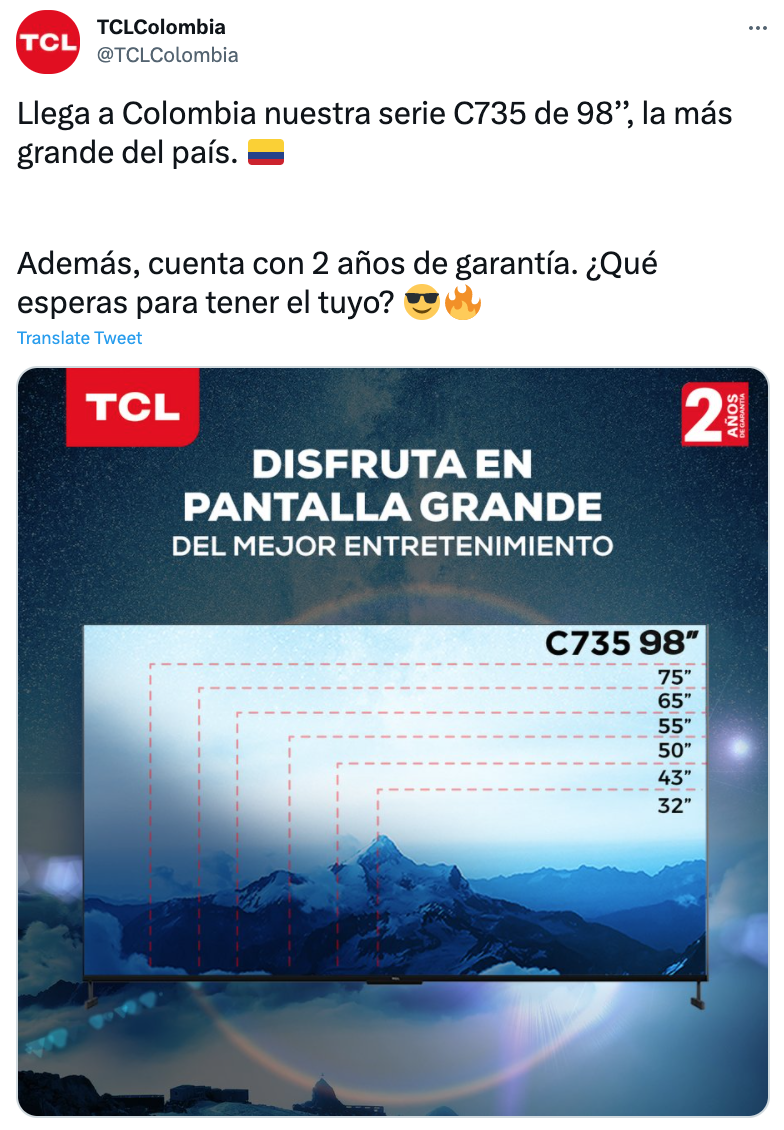 TCL
TCLColombia
@TCLColombia
Llega a Colombia nuestra serie C735 de 98’’, la más
grande del país. 🇨🇴
Además, cuenta con 2 años de garantía. ¿Qué
esperas para tener el tuyo? 😎🔥
Translate Tweet
TCL
2 AÑOS DE GARANTÍA
DISFRUTA EN
PANTALLA GRANDE
DEL MEJOR ENTRETENIMIENTO
C735 98”
75”
65”
55”
50”
43”
32”